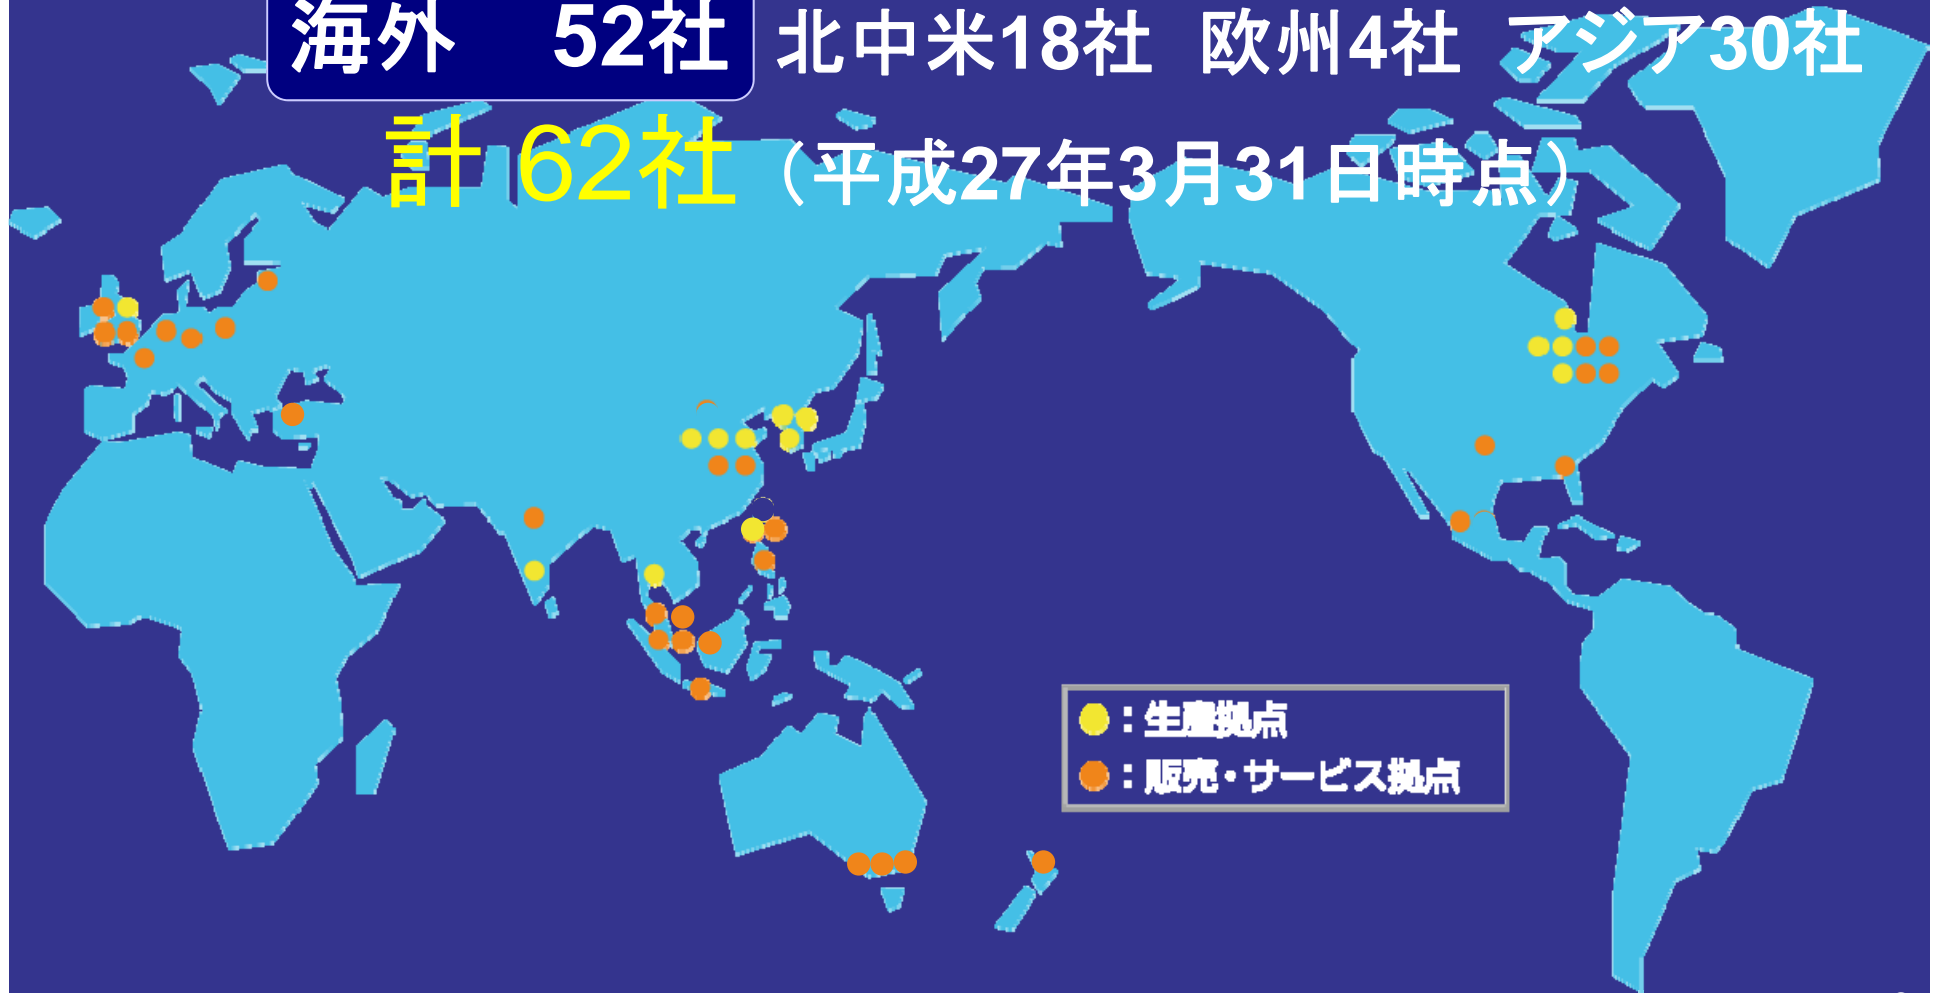 海外 52社 北中米18社 欧州4社 アジア30社
計 62社（平成27年3月31日時点）
：生産拠点
：販売・サービス拠点